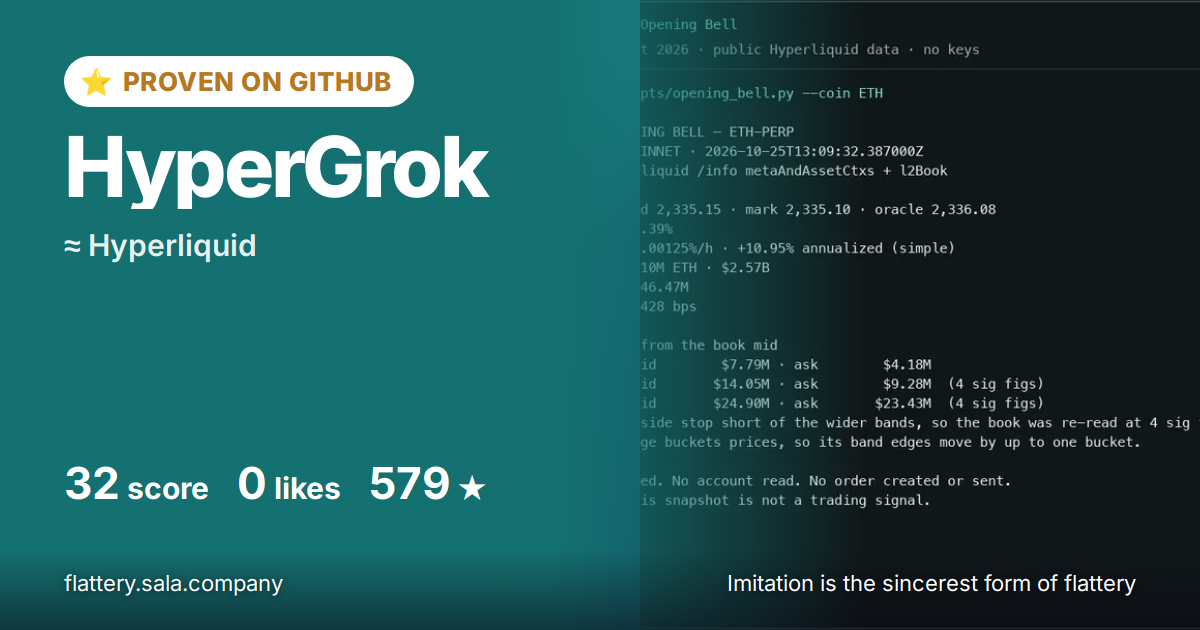 ⭐ PROVEN ON GITHUB
HyperGrok
≈ Hyperliquid
32 score 0 likes 579 ★
flattery.sala.company
Opening Bell
t 2026 · public Hyperliquid data · no keys
pts/opening_bell.py --coin ETH
ING BELL — ETH-PERP
INNET · 2026-10-25T13:09:32.387000Z
liquid /info metaAndAssetCtxs + l2Book
d 2,335.15 · mark 2,335.10 · oracle 2,336.08
.39%
.00125%/h · +10.95% annualized (simple)
10M ETH · $2.57B
46.47M
428 bps
from the book mid
id $7.79M · ask $4.18M
id $14.05M · ask $9.28M (4 sig figs)
id $24.90M · ask $23.43M (4 sig figs)
side stop short of the wider bands, so the book was re-read at 4 sig
ge buckets prices, so its band edges move by up to one bucket.
ed. No account read. No order created or sent.
is snapshot is not a trading signal.
Imitation is the sincerest form of flattery